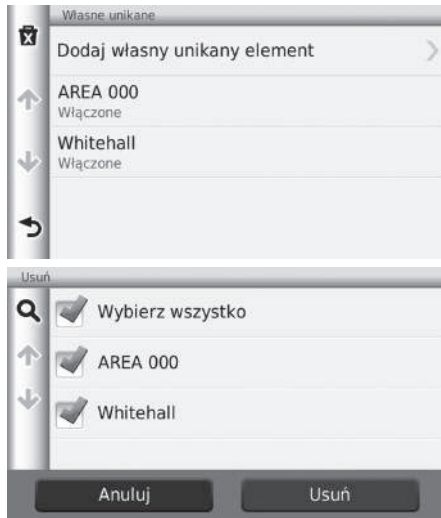 Własne unikane
Dodaj własny unikany element
AREA 000
Włączone
Whitehall
Włączone
Usuń
Wybierz wszystko
AREA 000
Whitehall
Anuluj
Usuń